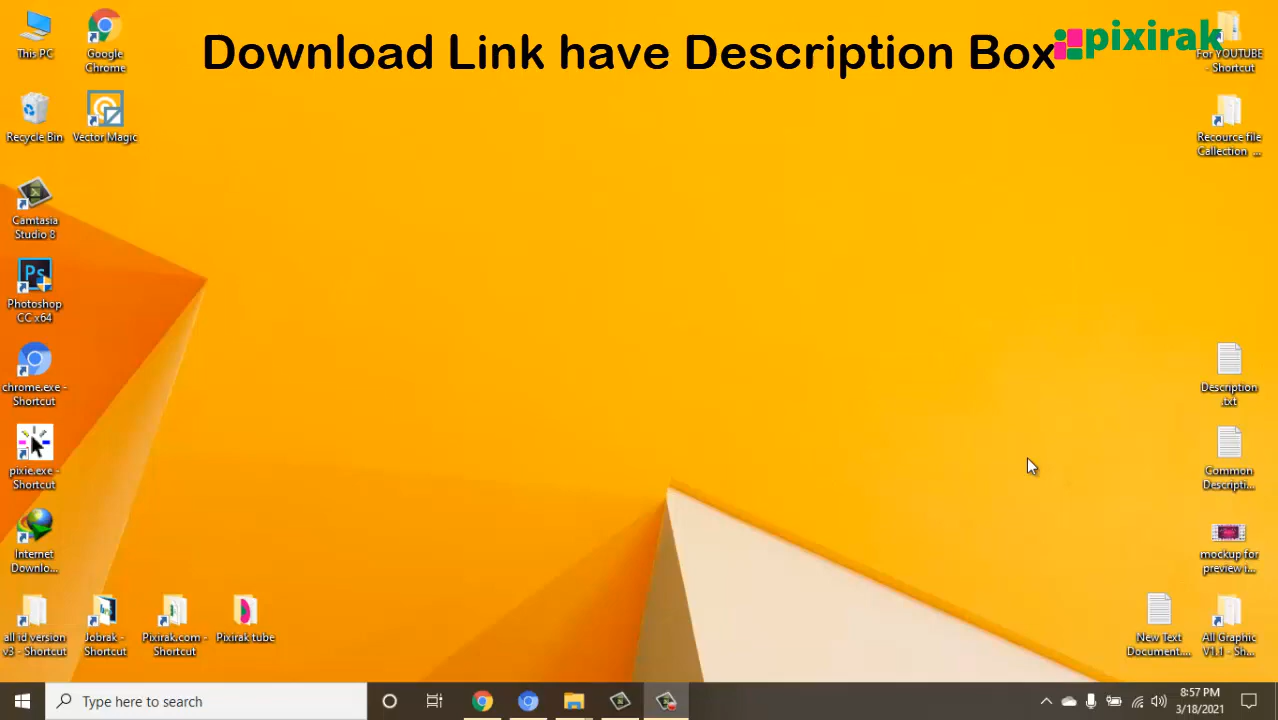 Download Link have Description Box
pixirak
This PC
Google
Chrome
For YOUTUBE
- Shortcut
Recycle Bin
Vector Magic
Recource file
Callection ...
Camtasia
Studio 8
Ps
Photoshop
CC x64
chrome.exe -
Shortcut
Description
.txt
pixie.exe -
Shortcut
Common
Descripti...
Internet
Downlo...
mockup for
preview i...
all id version
v3 - Shortcut
Jobrak -
Shortcut
Pixirak.com -
Shortcut
Pixirak tube
New Text
Document....
All Graphic
V1.1 - Sh...
Type here to search
8:57 PM
3/18/2021